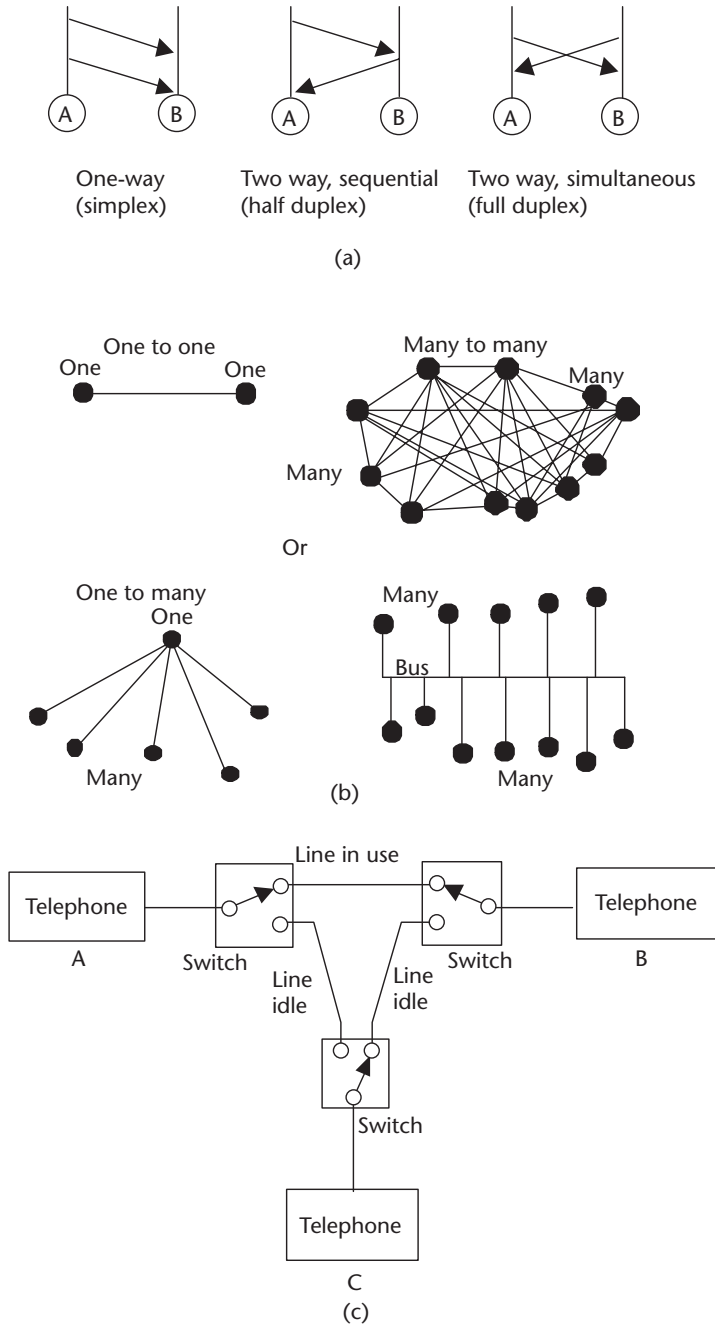 A
B
A
B
A
B
One-way
(simplex)
Two way, sequential
(half duplex)
Two way, simultaneous
(full duplex)
(a)
One to one
One
One
Many to many
Many
Many
Or
One to many
One
Many
Many
Bus
Many
(b)
Line in use
Telephone
A
Switch
Telephone
B
Switch
Line
idle
Line
idle
Switch
Telephone
C
(c)